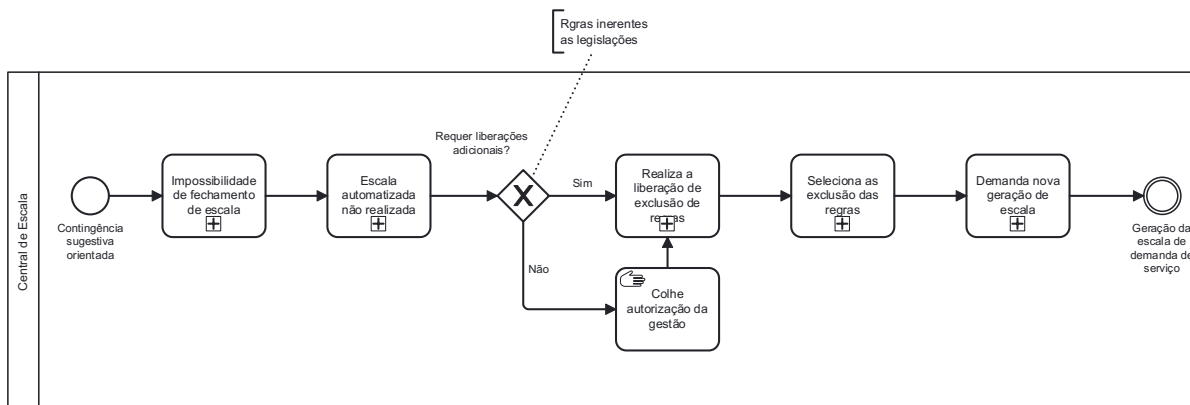 Rgras inerentes
as legislações
Central de Escala
Requer liberações
adicionais?
Contingência
sugestiva
orientada
Impossibilidade
de fechamento
de escala
Escala
automatizada
não realizada
Sim
Não
Realiza a
liberação de
exclusão de
regras
Colhe
autorização da
gestão
Seleciona as
exclusão das
regras
Demanda nova
geração de
escala
Geração da
escala de
demanda de
serviço